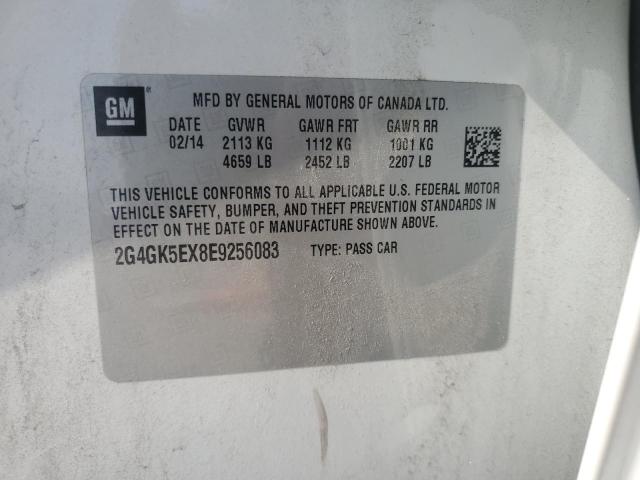 GM
MFD BY GENERAL MOTORS OF CANADA LTD.
DATE GVWR GAWR FRT GAWR RR
02/14 2113 KG 1112 KG 1001 KG
4659 LB 2452 LB 2207 LB
THIS VEHICLE CONFORMS TO ALL APPLICABLE U.S. FEDERAL MOTOR
VEHICLE SAFETY, BUMPER, AND THEFT PREVENTION STANDARDS IN
EFFECT ON THE DATE OF MANUFACTURE SHOWN ABOVE.
2G4GK5EX8E9256083 TYPE: PASS CAR